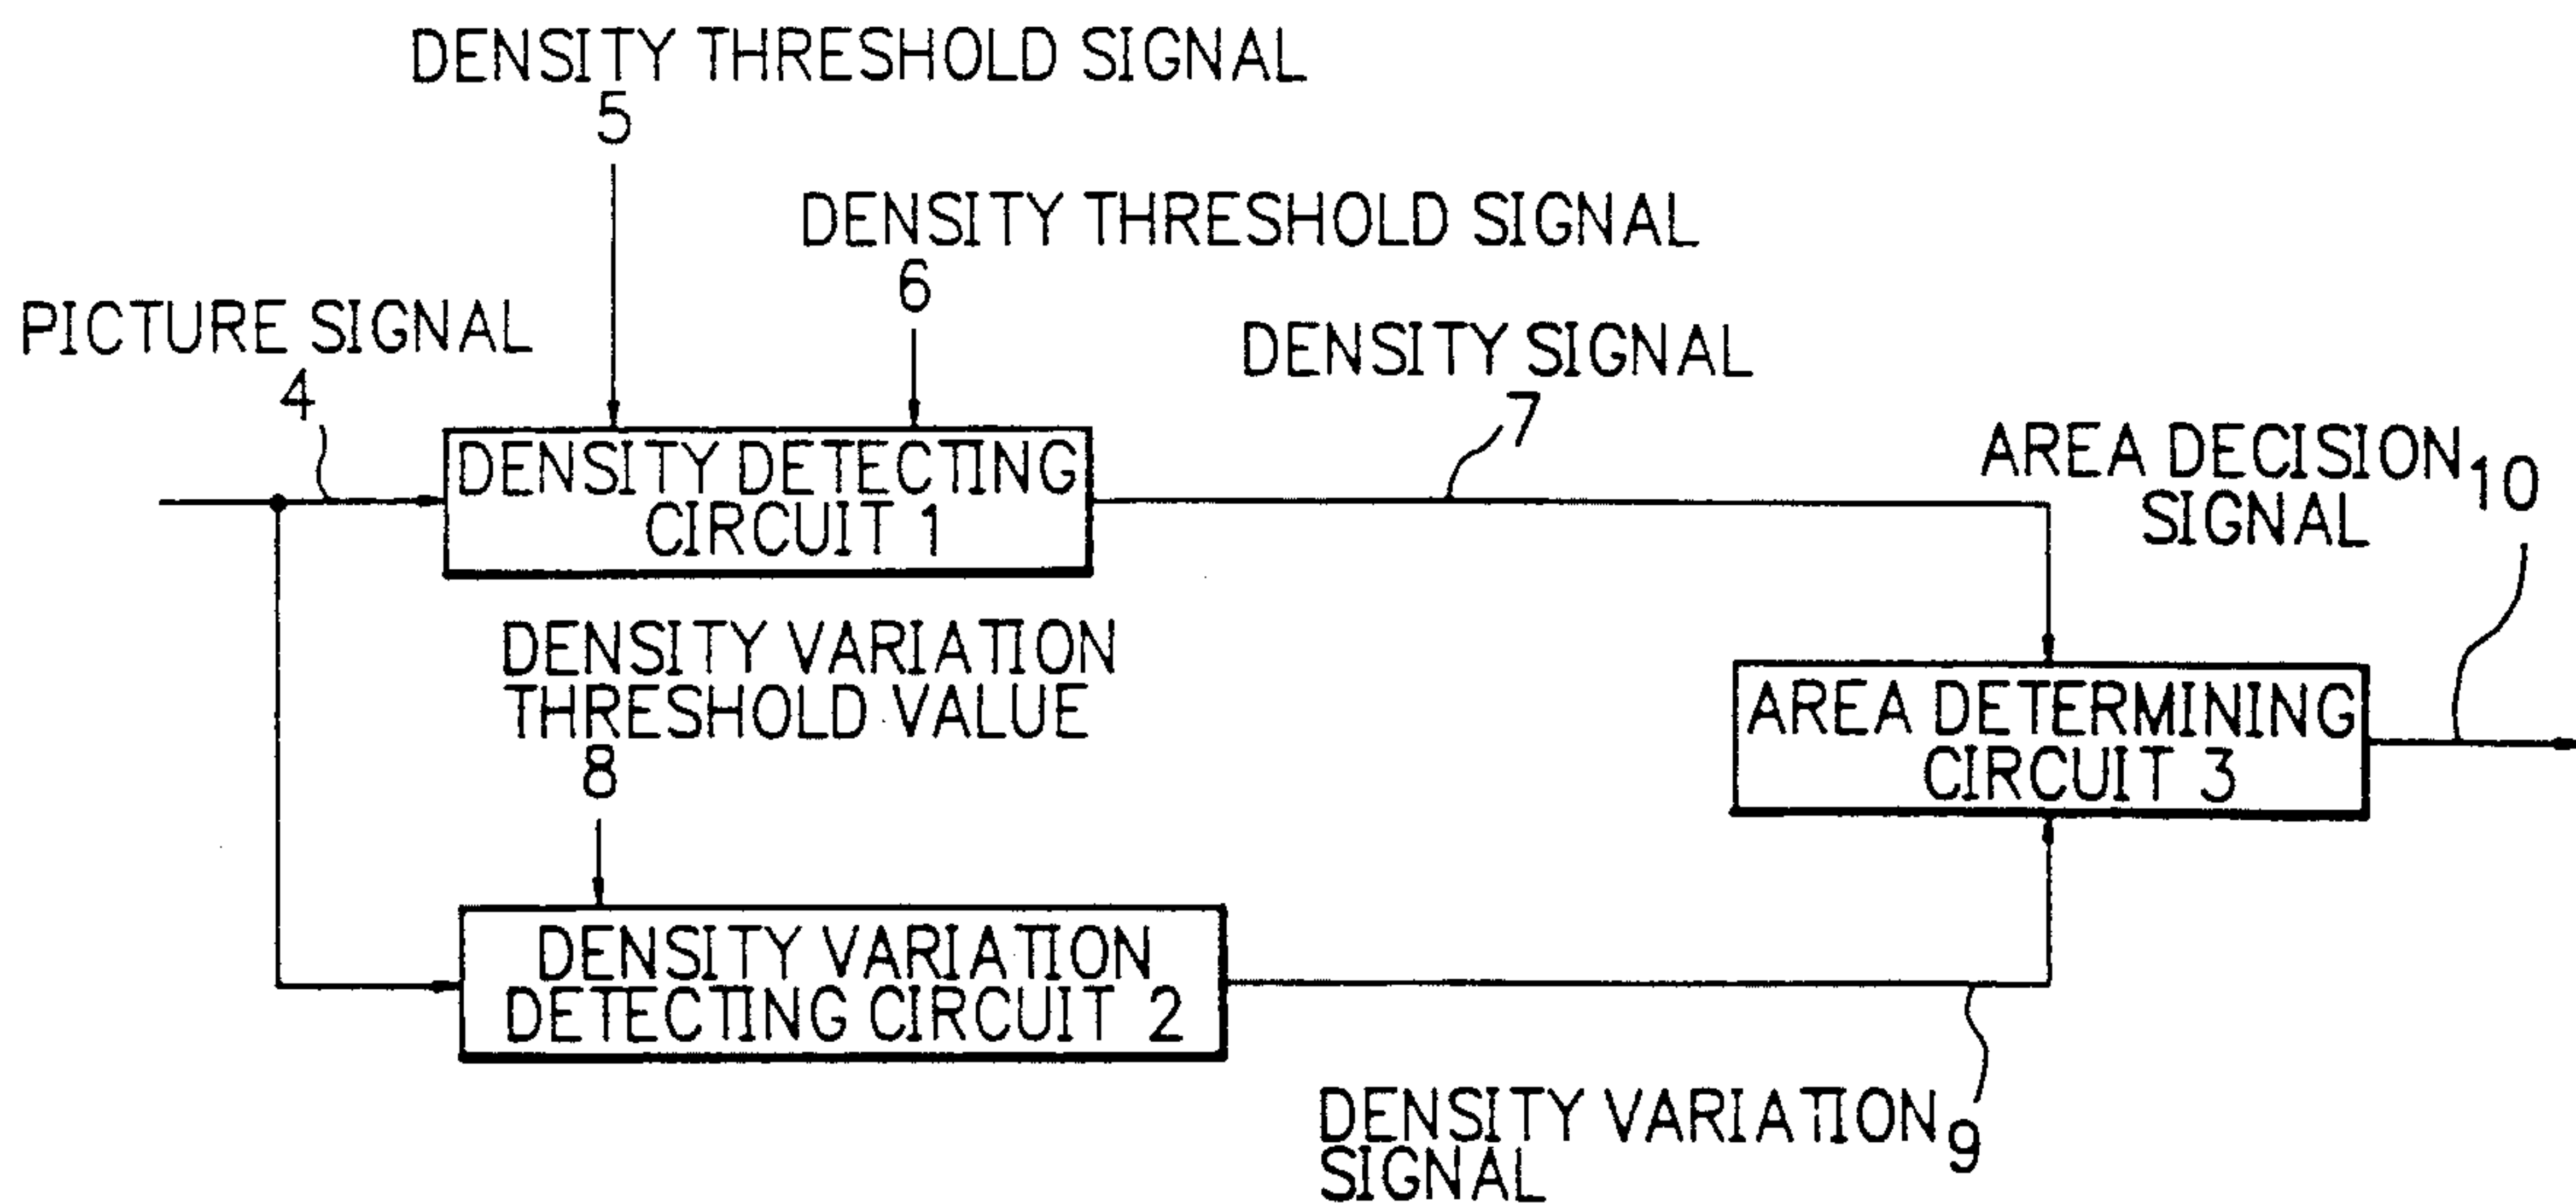 DENSITY THRESHOLD SIGNAL
5
DENSITY THRESHOLD SIGNAL
6
PICTURE SIGNAL
4
DENSITY SIGNAL
7
DENSITY DETECTING
CIRCUIT 1
AREA DECISION
SIGNAL
10
DENSITY VARIATION
THRESHOLD VALUE
8
AREA DETERMINING
CIRCUIT 3
DENSITY VARIATION
DETECTING CIRCUIT 2
DENSITY VARIATION
SIGNAL
9